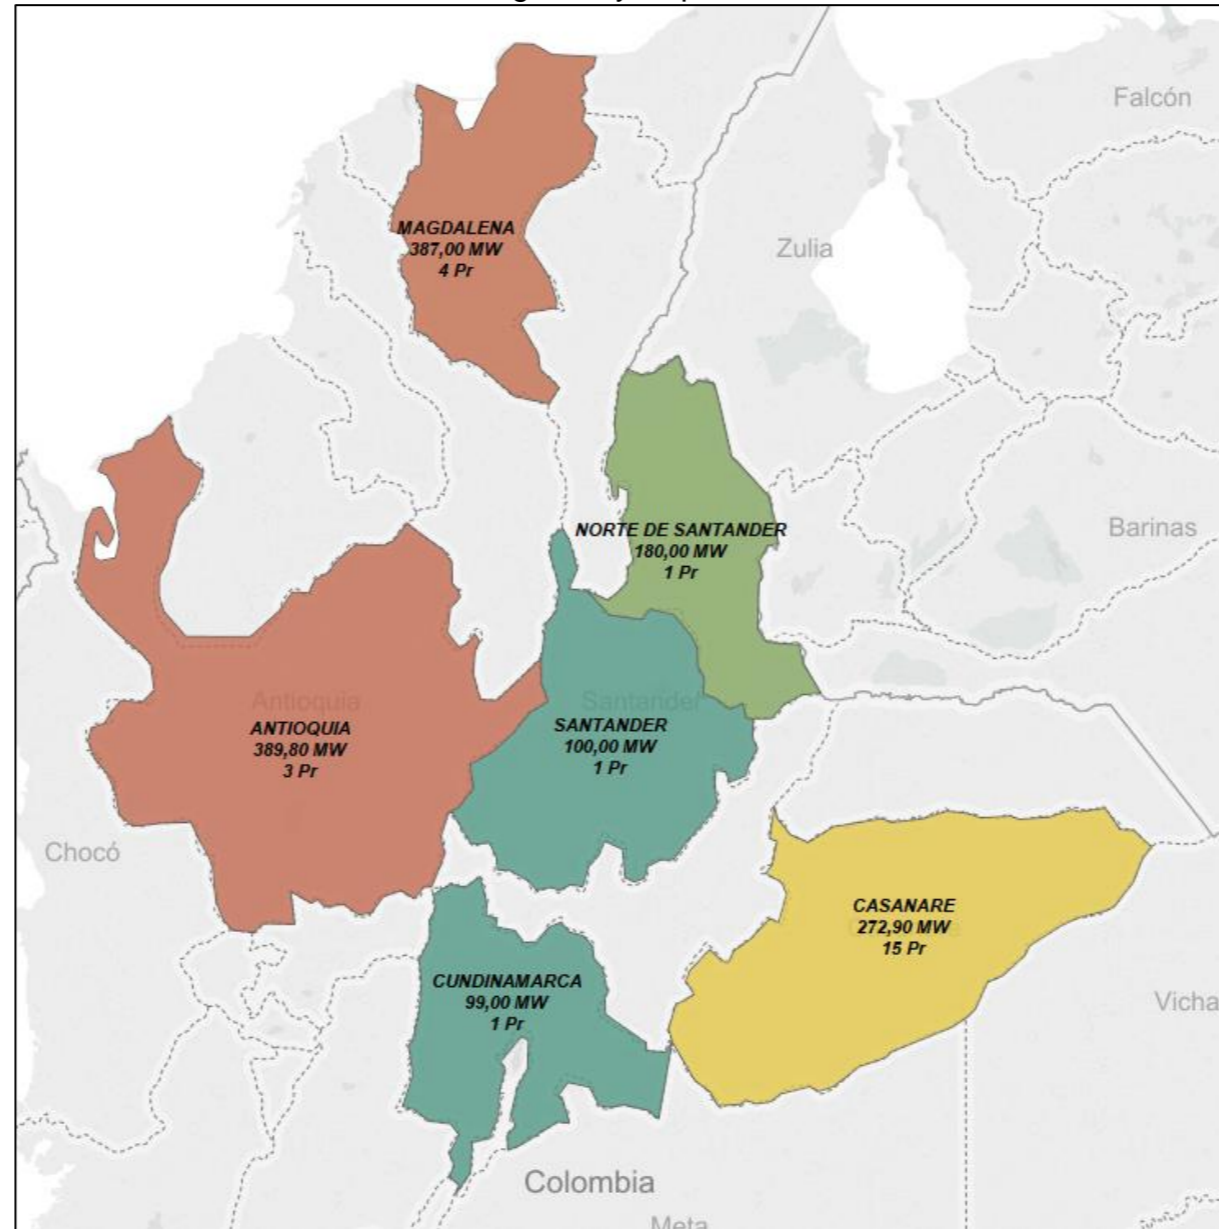 Falcón
MAGDALENA
387,00 MW
4 Pr
Zulia
NORTE DE SANTANDER
180,00 MW
1 Pr
Barinas
Antioquia
Santander
ANTIOQUIA
389,80 MW
3 Pr
SANTANDER
100,00 MW
1 Pr
Chocó
CASANARE
272,90 MW
15 Pr
CUNDINAMARCA
99,00 MW
1 Pr
Vicha
Colombia
Meta